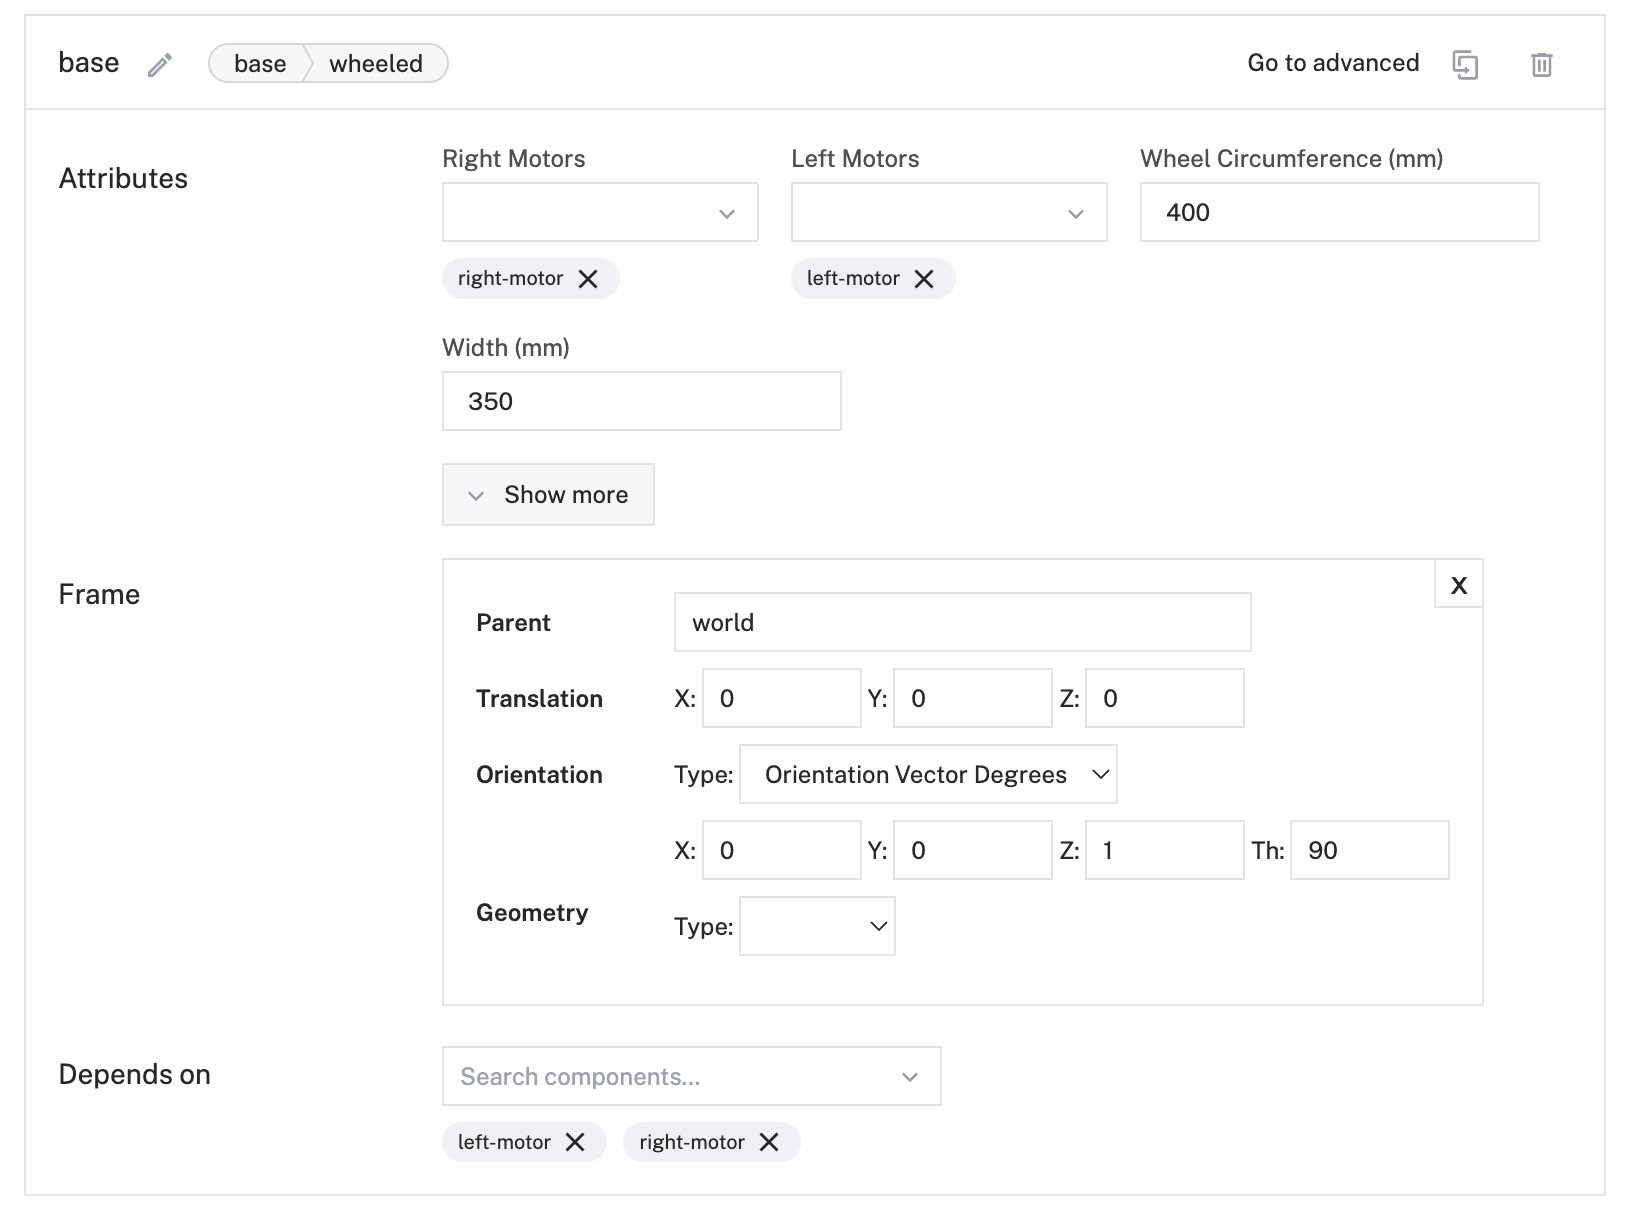 base base wheeled Go to advanced
Attributes
Right Motors Left Motors Wheel Circumference (mm)
400
right-motor left-motor
Width (mm)
350
Show more
Frame
X
Parent world
Translation X: 0 Y: 0 Z: 0
Orientation Type: Orientation Vector Degrees
X: 0 Y: 0 Z: 1 Th: 90
Geometry Type:
Depends on Search components...
left-motor right-motor